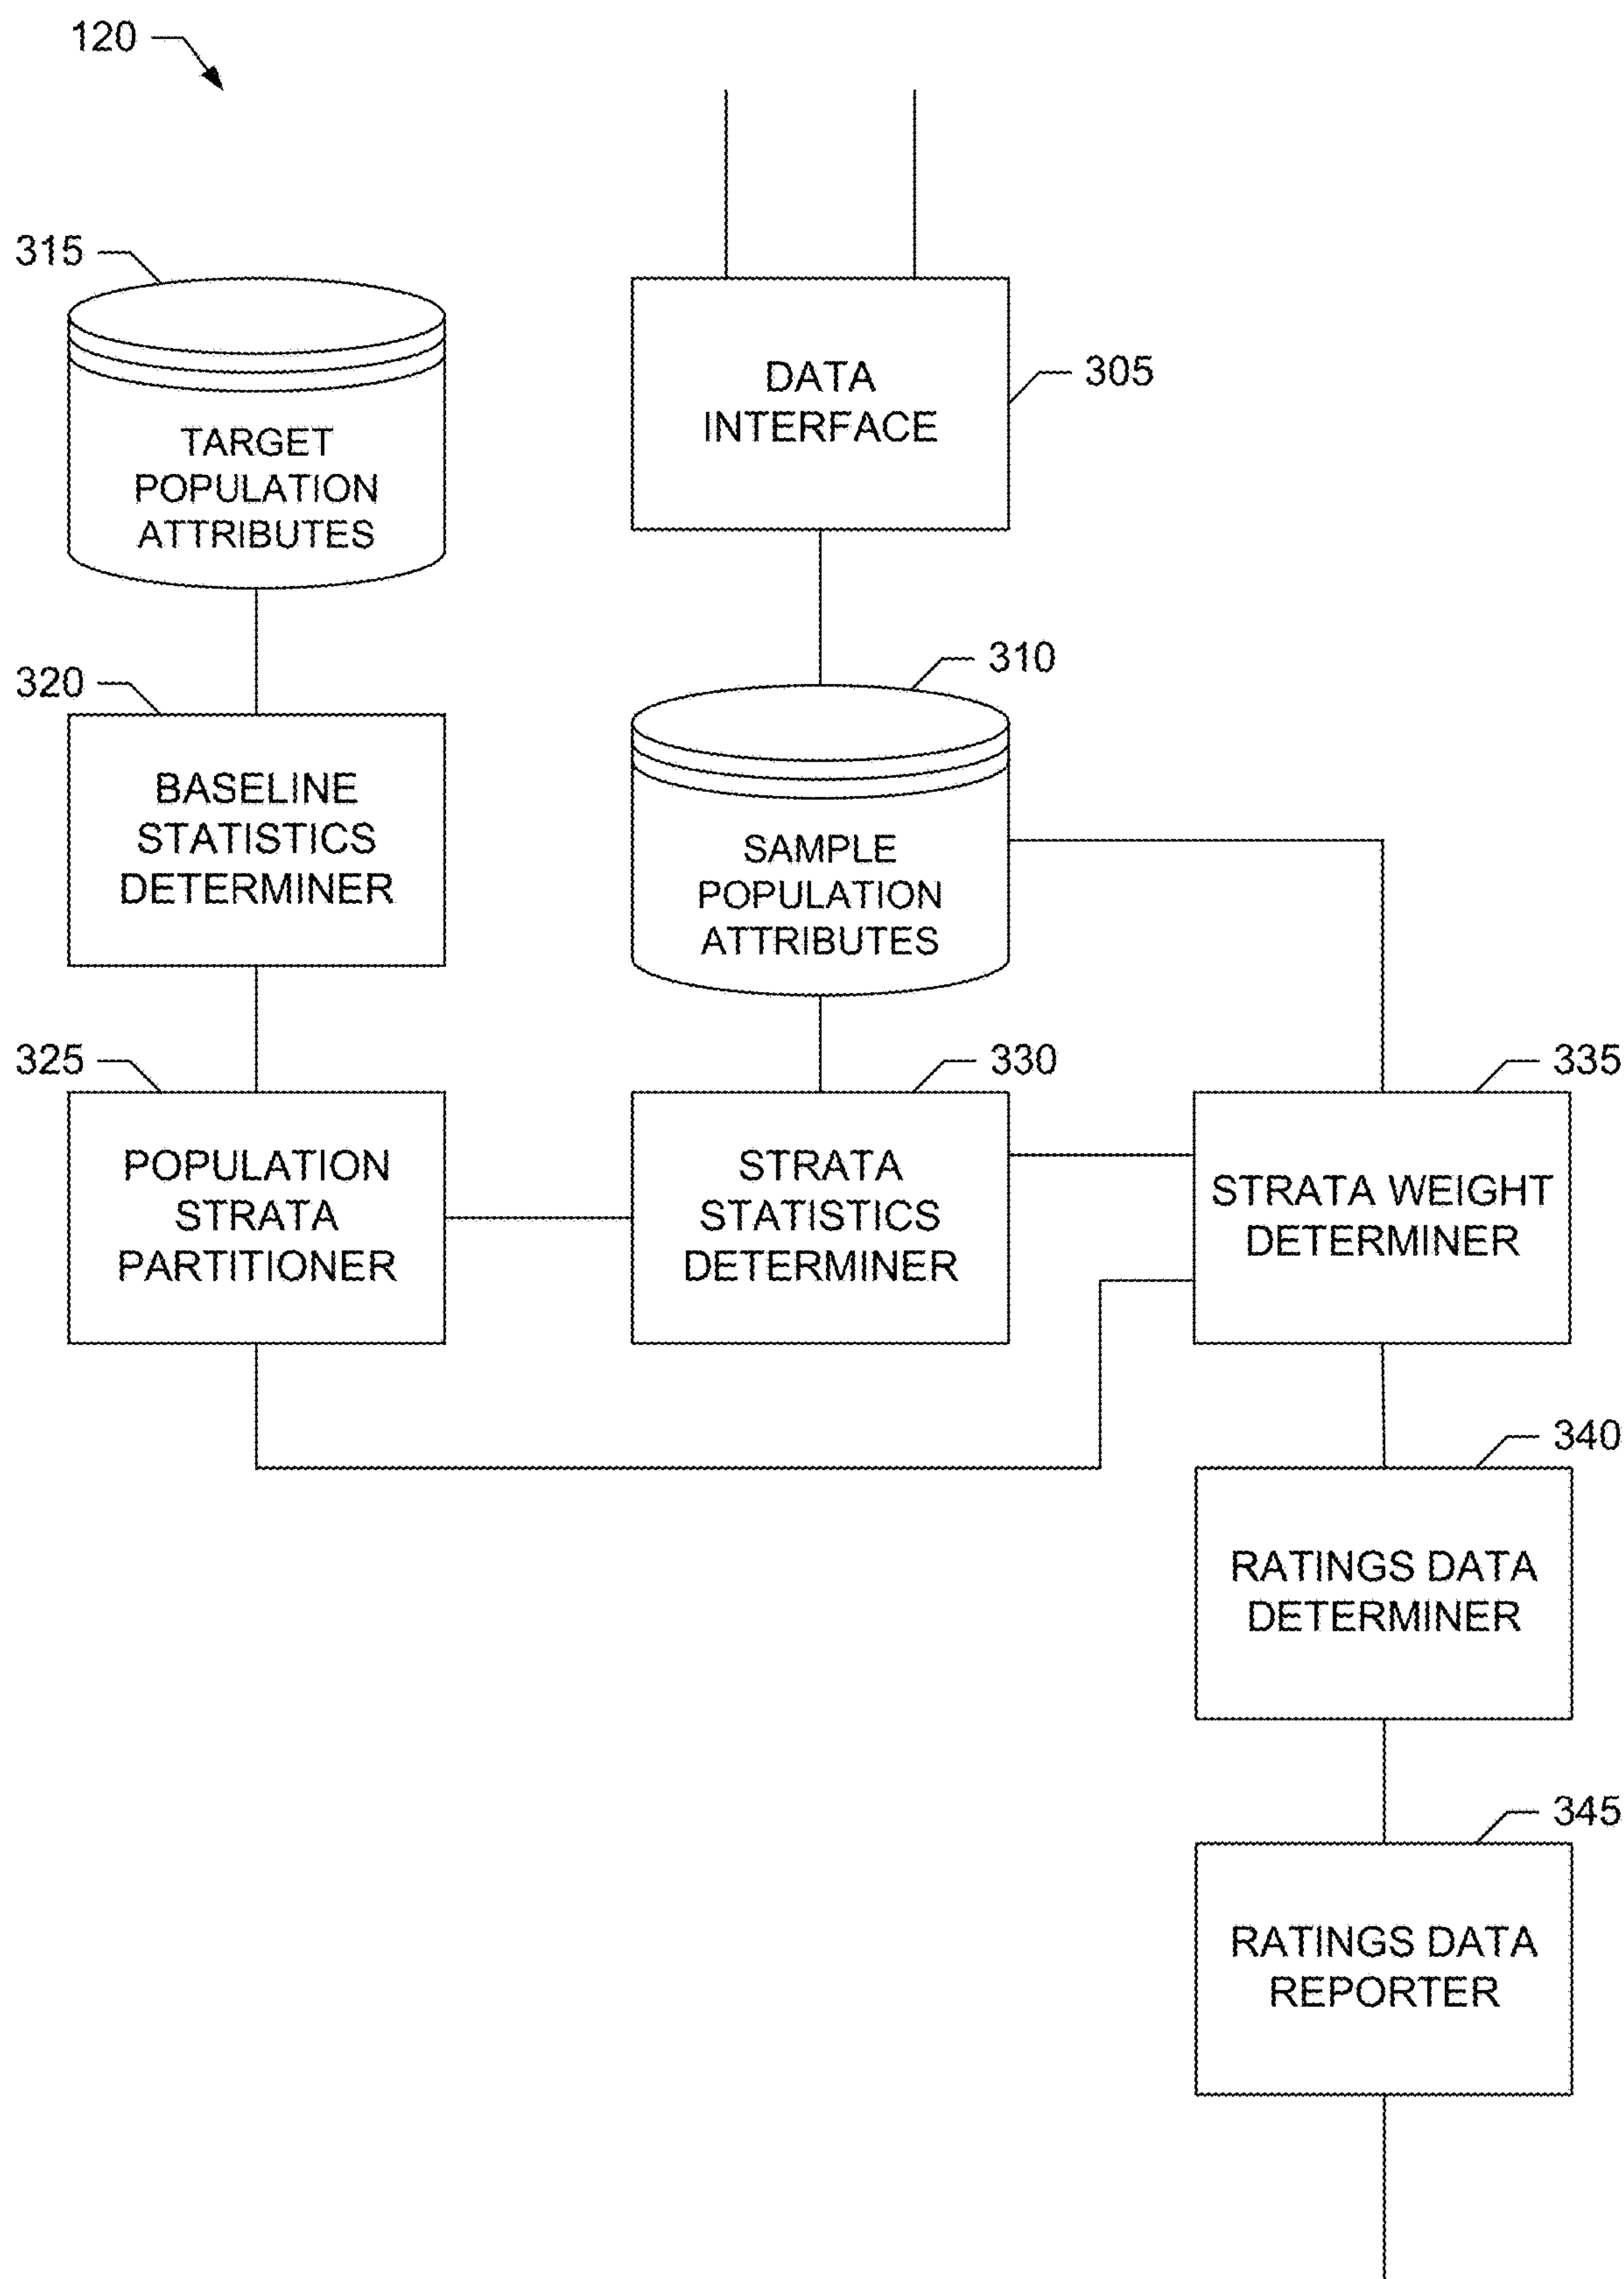 120
315
TARGET
POPULATION
ATTRIBUTES
DATA
INTERFACE
305
320
BASELINE
STATISTICS
DETERMINER
310
SAMPLE
POPULATION
ATTRIBUTES
325
POPULATION
STRATA
PARTITIONER
330
STRATA
STATISTICS
DETERMINER
335
STRATA WEIGHT
DETERMINER
340
RATINGS DATA
DETERMINER
345
RATINGS DATA
REPORTER